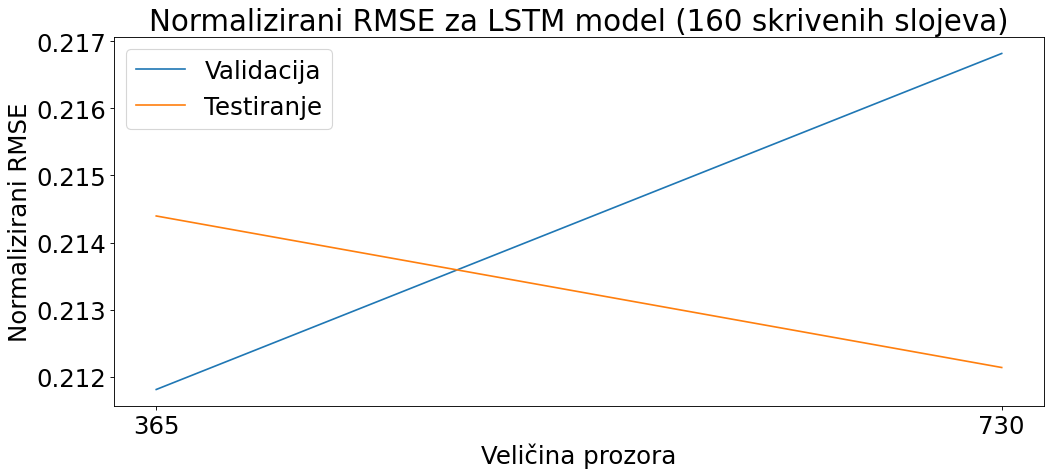 Normalizirani RMSE za LSTM model (160 skrivenih slojeva)
Validacija
Testiranje
Normalizirani RMSE
0.217
0.216
0.215
0.214
0.213
0.212
365
730
Veličina prozora